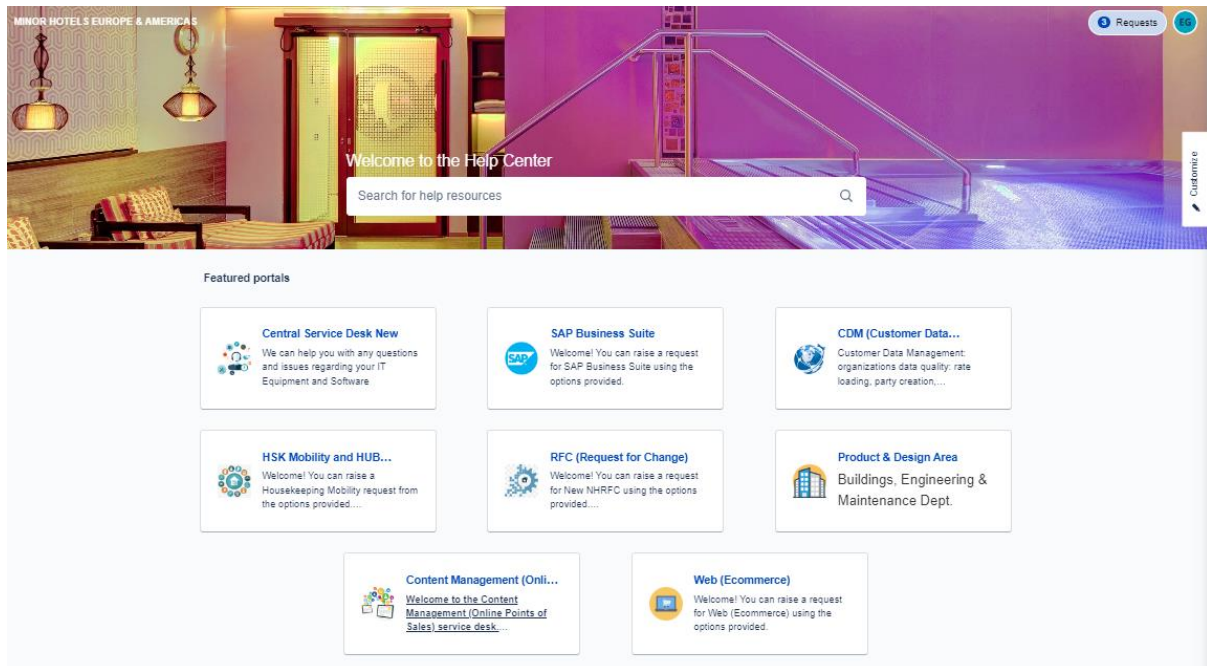 MINOR HOTELS EUROPE & AMERICAS
3 Requests
EG
Customize
Welcome to the Help Center
Search for help resources
Featured portals
Central Service Desk New
We can help you with any questions
and issues regarding your IT
Equipment and Software
SAP
SAP Business Suite
Welcome! You can raise a request
for SAP Business Suite using the
options provided.
CDM (Customer Data...
Customer Data Management:
organizations data quality: rate
loading, party creation,...
HSK Mobility and HUB...
Welcome! You can raise a
Housekeeping Mobility request from
the options provided....
RFC (Request for Change)
Welcome! You can raise a request
for New NHRFC using the options
provided....
Product & Design Area
Buildings, Engineering &
Maintenance Dept.
Content Management (Onli...
Welcome to the Content
Management (Online Points of
Sales) service desk....
Web (Ecommerce)
Welcome! You can raise a request
for Web (Ecommerce) using the
options provided.